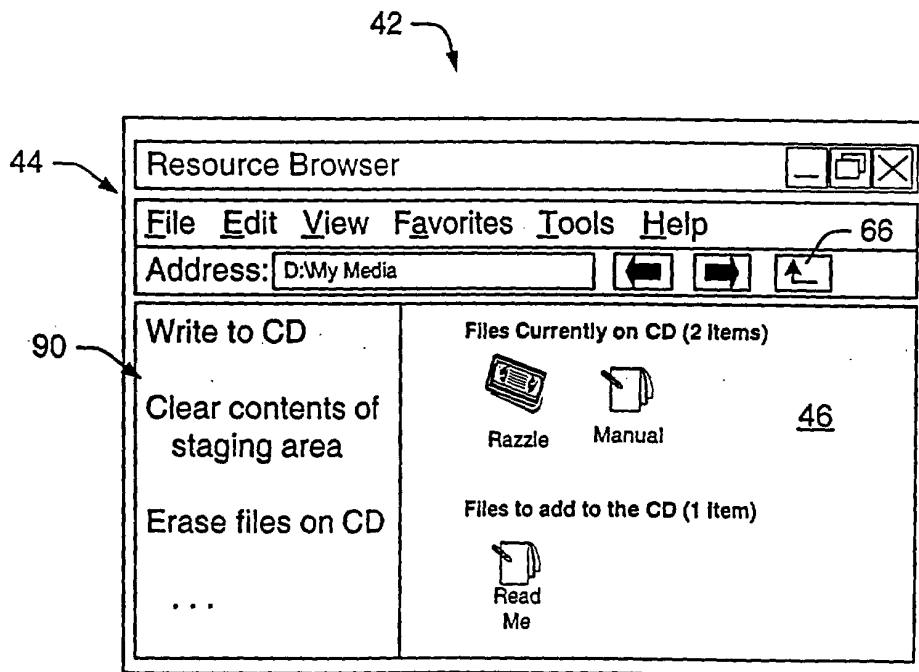 42
44
Resource Browser
File Edit View Favorites Tools Help
66
Address: D:\My Media
90
Write to CD
Clear contents of
staging area
Erase files on CD
. . .
Files Currently on CD (2 items)
Razzle Manual
46
Files to add to the CD (1 item)
Read
Me